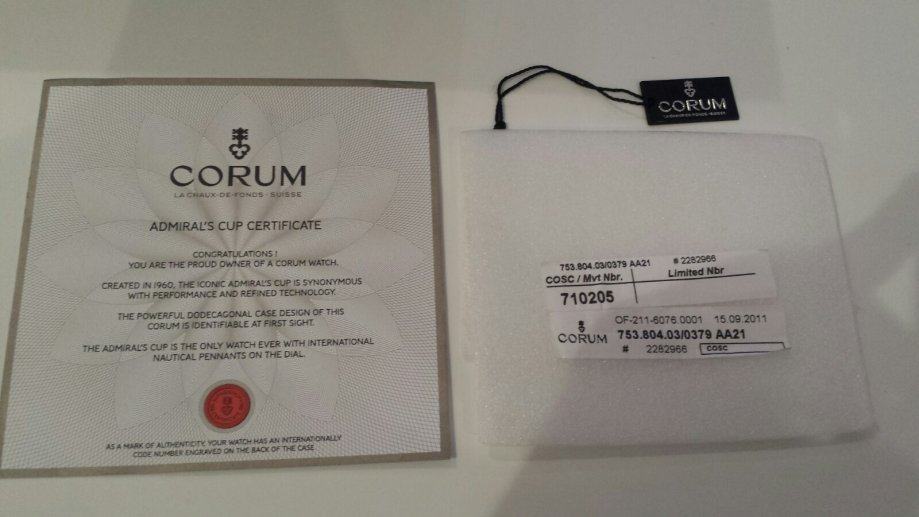 CORUM
LA CHAUX-DE-FONDS · SUISSE
ADMIRAL'S CUP CERTIFICATE
CONGRATULATIONS !
YOU ARE THE PROUD OWNER OF A CORUM WATCH.
CREATED IN 1960, THE ICONIC ADMIRAL'S CUP IS SYNONYMOUS
WITH PERFORMANCE AND REFINED TECHNOLOGY.
THE POWERFUL DODECAGONAL CASE DESIGN OF THIS
CORUM IS IDENTIFIABLE AT FIRST SIGHT.
THE ADMIRAL'S CUP IS THE ONLY WATCH EVER WITH INTERNATIONAL
NAUTICAL PENNANTS ON THE DIAL.
AS A MARK OF AUTHENTICITY, YOUR WATCH HAS AN INTERNATIONALLY
CODE NUMBER ENGRAVED ON THE BACK OF THE CASE
CORUM
LA CHAUX-DE-FONDS · SUISSE
753.804.03/0379 AA21 # 2282966
COSC / Mvt Nbr. Limited Nbr
710205
OF-211-6076.0001 15.09.2011
CORUM 753.804.03/0379 AA21
# 2282966 COSC